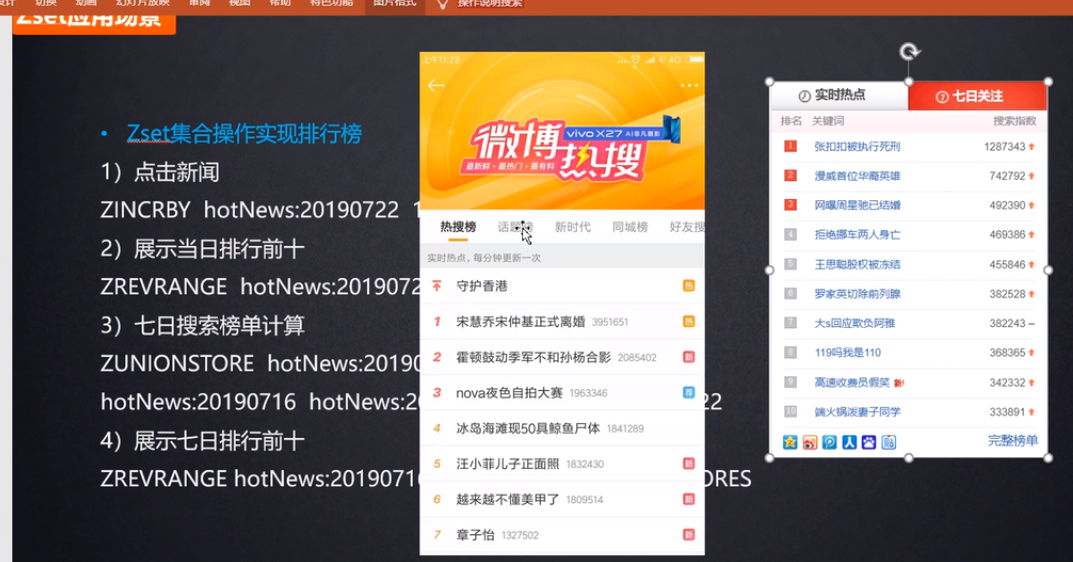 设计 切换 动画 幻灯片放映 审阅 视图 帮助 特色功能 图片格式 操作说明搜索
Zset应用场景
• Zset集合操作实现排行榜
1）点击新闻
ZINCRBY hotNews:20190722 1
2）展示当日排行前十
ZREVRANGE hotNews:2019072
3）七日搜索榜单计算
ZUNIONSTORE hotNews:20190
hotNews:20190716 hotNews:20 22
4）展示七日排行前十
ZREVRANGE hotNews:2019071 ORES
上午11:29
4G
微博热搜
vivo X27
最新鲜·最热门·最有料
热搜榜 话题榜 新时代 同城榜 好友搜
实时热点，每分钟更新一次
守护香港 热
1 宋慧乔宋仲基正式离婚 3951651 热
2 霍顿鼓动季军不和孙杨合影 2085402 新
3 nova夜色自拍大赛 1963346 荐
4 冰岛海滩现50具鲸鱼尸体 1841289
5 汪小菲儿子正面照 1832430 新
6 越来越不懂美甲了 1809514 新
7 章子怡 1327502 新
实时热点 7 七日关注
排名 关键词 搜索指数
1 张扣扣被执行死刑 1287343
2 漫威首位华裔英雄 742792
3 网曝周星驰已结婚 492390
4 拒绝挪车两人身亡 469386
5 王思聪股权被冻结 455846
6 罗家英切除前列腺 382528
7 大s回应欺负阿雅 382243
8 119吗我是110 368365
9 高速收费员假笑 新! 342332
10 端火锅泼妻子同学 333891
完整榜单